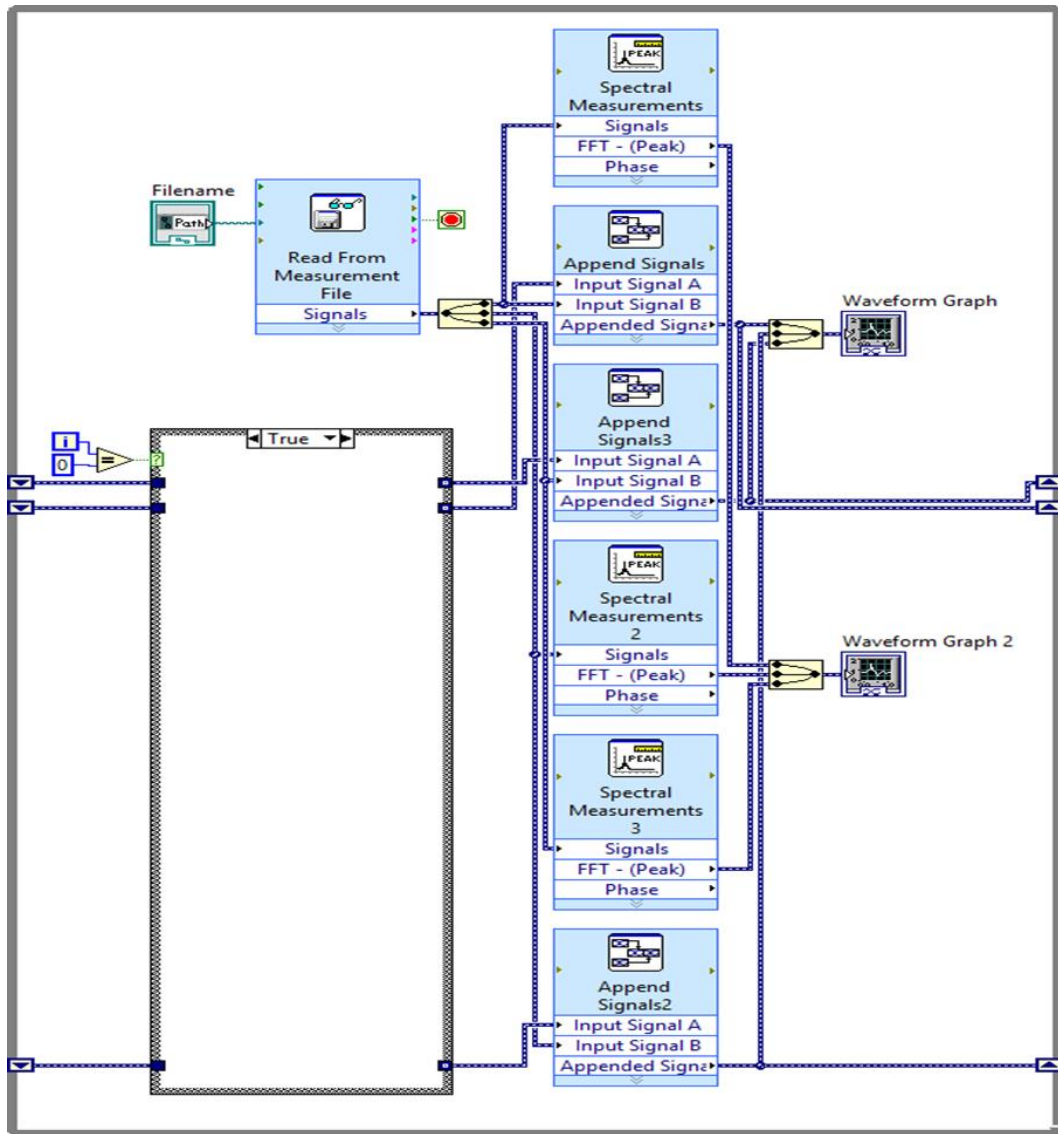 PEAK
Spectral
Measurements
Signals
FFT - (Peak)
Phase
Filename
Path
Read From
Measurement
File
Signals
Append Signals
Input Signal A
Input Signal B
Appended Signa
Waveform Graph
Append
Signals3
Input Signal A
Input Signal B
Appended Signa
True
i
0
=
?
PEAK
Spectral
Measurements
2
Signals
FFT - (Peak)
Phase
Waveform Graph 2
PEAK
Spectral
Measurements
3
Signals
FFT - (Peak)
Phase
Append
Signals2
Input Signal A
Input Signal B
Appended Signa